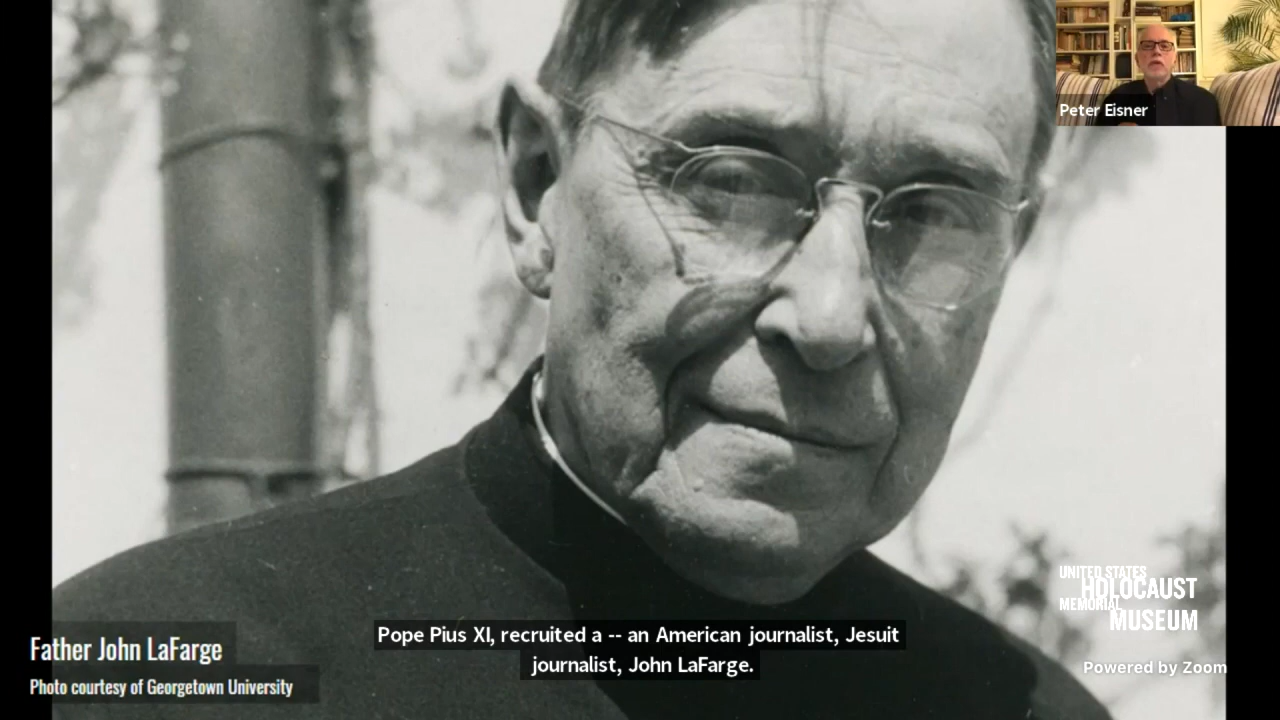 Peter Eisner
UNITED STATES
HOLOCAUST
MEMORIAL
MUSEUM
Pope Pius XI, recruited a -- an American journalist, Jesuit
journalist, John LaFarge.
Father John LaFarge
Photo courtesy of Georgetown University
Powered by Zoom